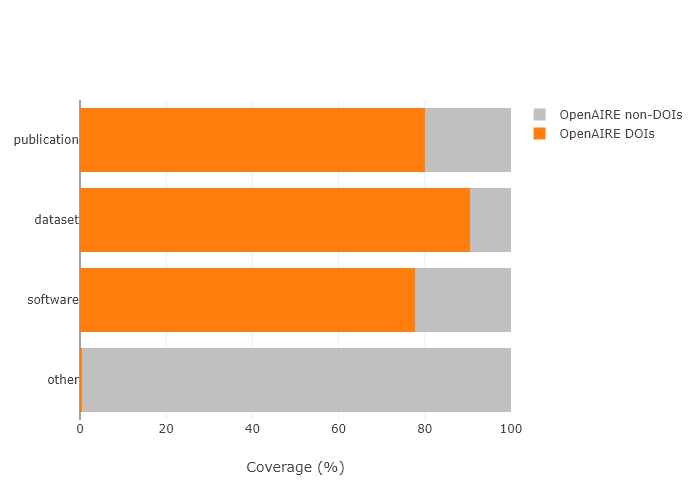 OpenAIRE non-DOIs
OpenAIRE DOIs
publication
dataset
software
other
0 20 40 60 80 100
Coverage (%)